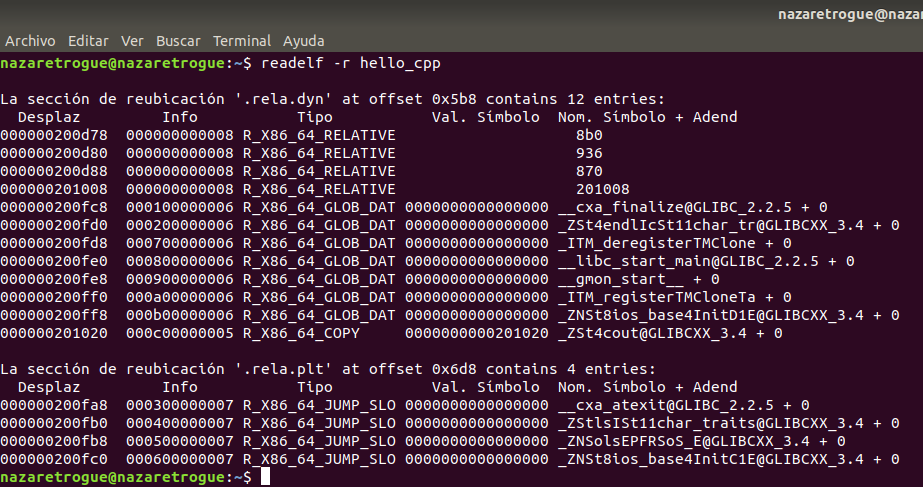 nazaretrogue@nazar
Archivo Editar Ver Buscar Terminal Ayuda
nazaretrogue@nazaretrogue:~$ readelf -r hello_cpp
La sección de reubicación '.rela.dyn' at offset 0x5b8 contains 12 entries:
Desplaz Info Tipo Val. Símbolo Nom. Símbolo + Adend
000000200d78 000000000008 R_X86_64_RELATIVE 8b0
000000200d80 000000000008 R_X86_64_RELATIVE 936
000000200d88 000000000008 R_X86_64_RELATIVE 870
000000201008 000000000008 R_X86_64_RELATIVE 201008
000000200fc8 000100000006 R_X86_64_GLOB_DAT 0000000000000000 __cxa_finalize@GLIBC_2.2.5 + 0
000000200fd0 000200000006 R_X86_64_GLOB_DAT 0000000000000000 _ZSt4endlIcSt11char_tr@GLIBCXX_3.4 + 0
000000200fd8 000700000006 R_X86_64_GLOB_DAT 0000000000000000 _ITM_deregisterTMClone + 0
000000200fe0 000800000006 R_X86_64_GLOB_DAT 0000000000000000 __libc_start_main@GLIBC_2.2.5 + 0
000000200fe8 000900000006 R_X86_64_GLOB_DAT 0000000000000000 __gmon_start__ + 0
000000200ff0 000a00000006 R_X86_64_GLOB_DAT 0000000000000000 _ITM_registerTMCloneTa + 0
000000200ff8 000b00000006 R_X86_64_GLOB_DAT 0000000000000000 _ZNSt8ios_base4InitD1E@GLIBCXX_3.4 + 0
000000201020 000c00000005 R_X86_64_COPY 0000000000201020 _ZSt4cout@GLIBCXX_3.4 + 0
La sección de reubicación '.rela.plt' at offset 0x6d8 contains 4 entries:
Desplaz Info Tipo Val. Símbolo Nom. Símbolo + Adend
000000200fa8 000300000007 R_X86_64_JUMP_SLO 0000000000000000 __cxa_atexit@GLIBC_2.2.5 + 0
000000200fb0 000400000007 R_X86_64_JUMP_SLO 0000000000000000 _ZStlsISt11char_traits@GLIBCXX_3.4 + 0
000000200fb8 000500000007 R_X86_64_JUMP_SLO 0000000000000000 _ZNSolsEPFRSoS_E@GLIBCXX_3.4 + 0
000000200fc0 000600000007 R_X86_64_JUMP_SLO 0000000000000000 _ZNSt8ios_base4InitC1E@GLIBCXX_3.4 + 0
nazaretrogue@nazaretrogue:~$